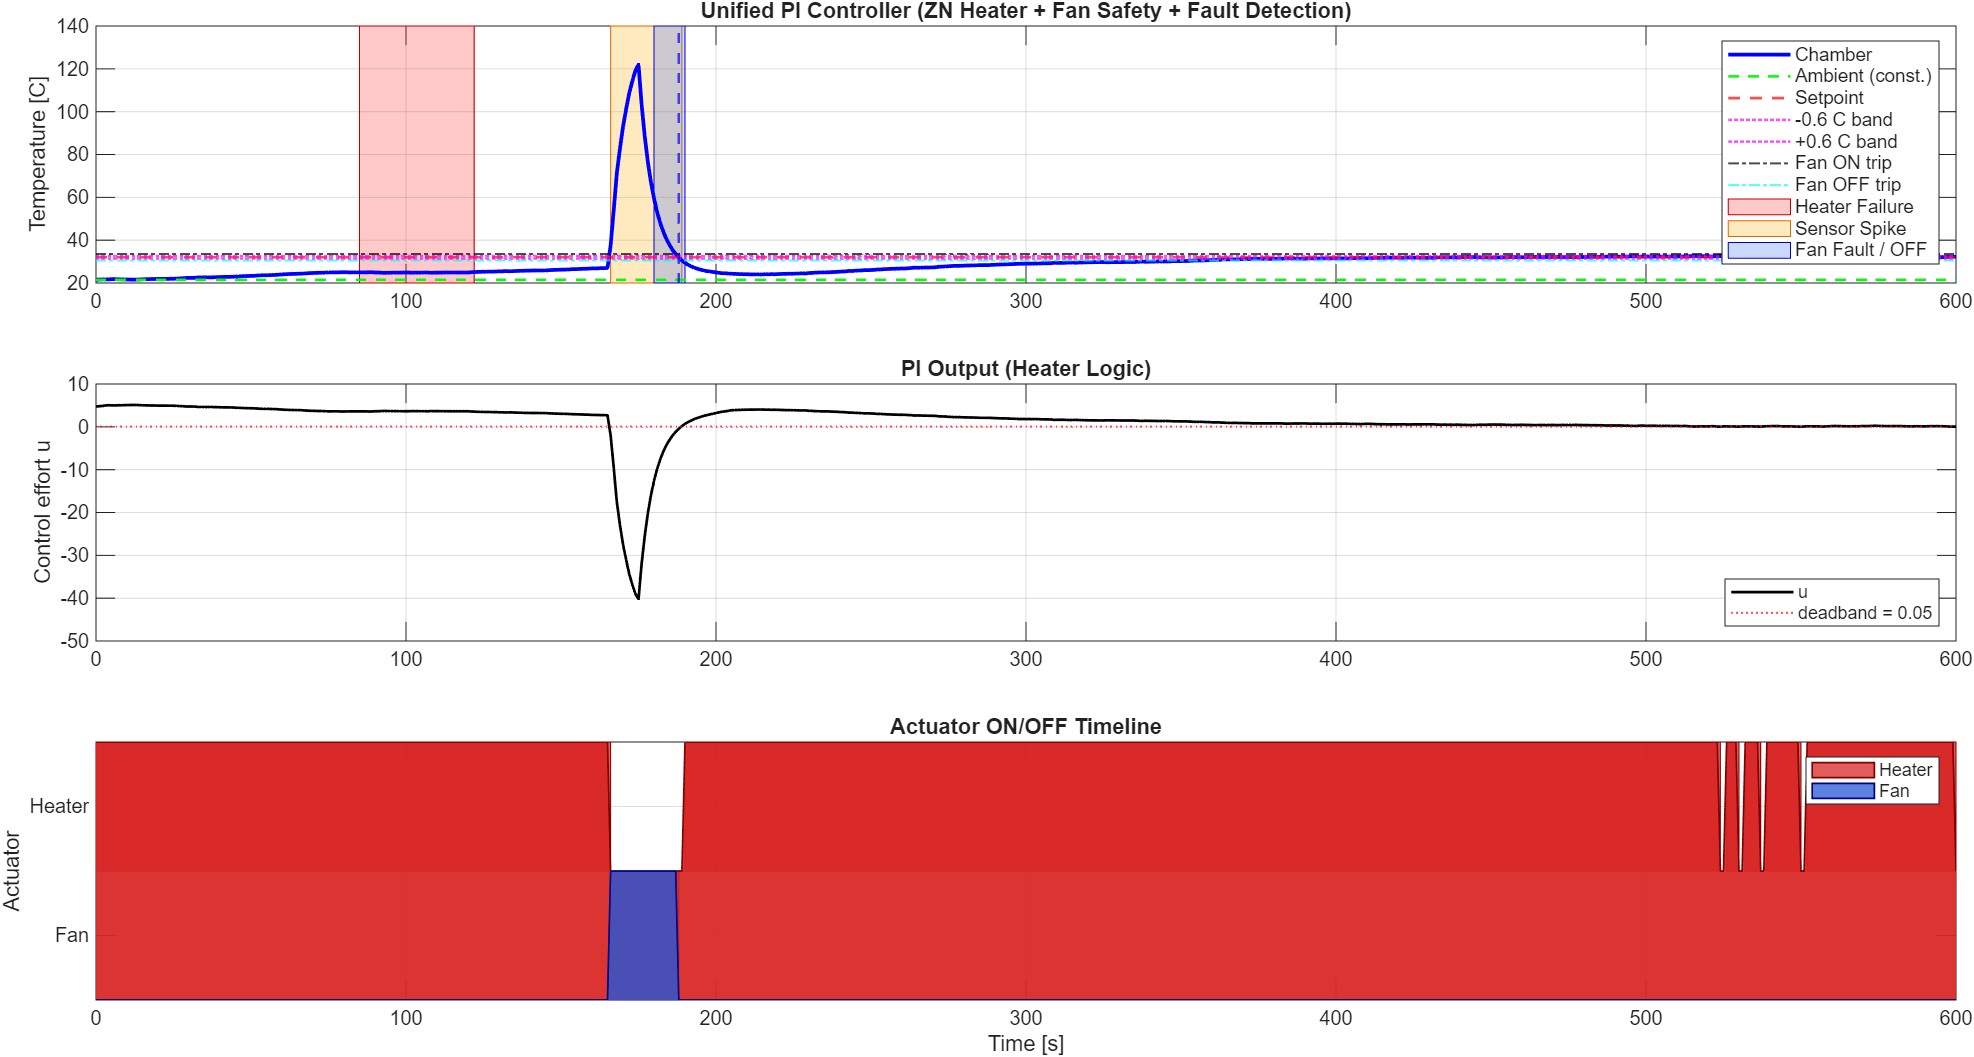 Unified PI Controller (ZN Heater + Fan Safety + Fault Detection)
Temperature [C]
140
120
100
80
60
40
20
0
100
200
300
400
500
600
Chamber
Ambient (const.)
Setpoint
-0.6 C band
+0.6 C band
Fan ON trip
Fan OFF trip
Heater Failure
Sensor Spike
Fan Fault / OFF
PI Output (Heater Logic)
Control effort u
10
0
-10
-20
-30
-40
-50
0
100
200
300
400
500
600
u
deadband = 0.05
Actuator ON/OFF Timeline
Actuator
Heater
Fan
Heater
Fan
0
100
200
300
400
500
600
Time [s]